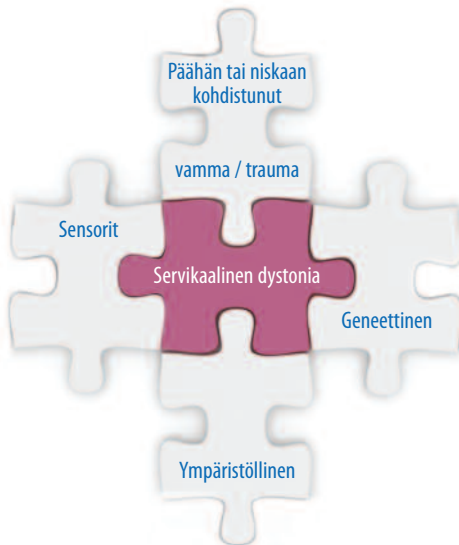 Päähän tai niskaan
kohdistunut
vamma / trauma
Sensorit
Servikaalinen dystonia
Geneettinen
Ympäristöllinen